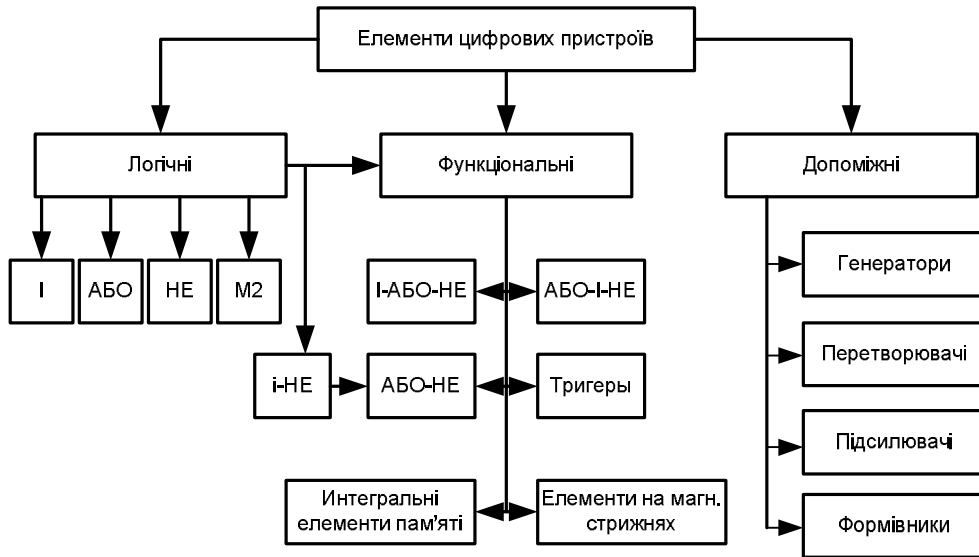 Елементи цифрових пристроїв
Логічні
Функціональні
Допоміжні
І
АБО
НЕ
М2
І-АБО-НЕ
АБО-І-НЕ
Генератори
і-НЕ
АБО-НЕ
Тригеры
Перетворювачі
Підсилювачі
Интегральні
елементи пам'яті
Елементи на магн.
стрижнях
Формівники